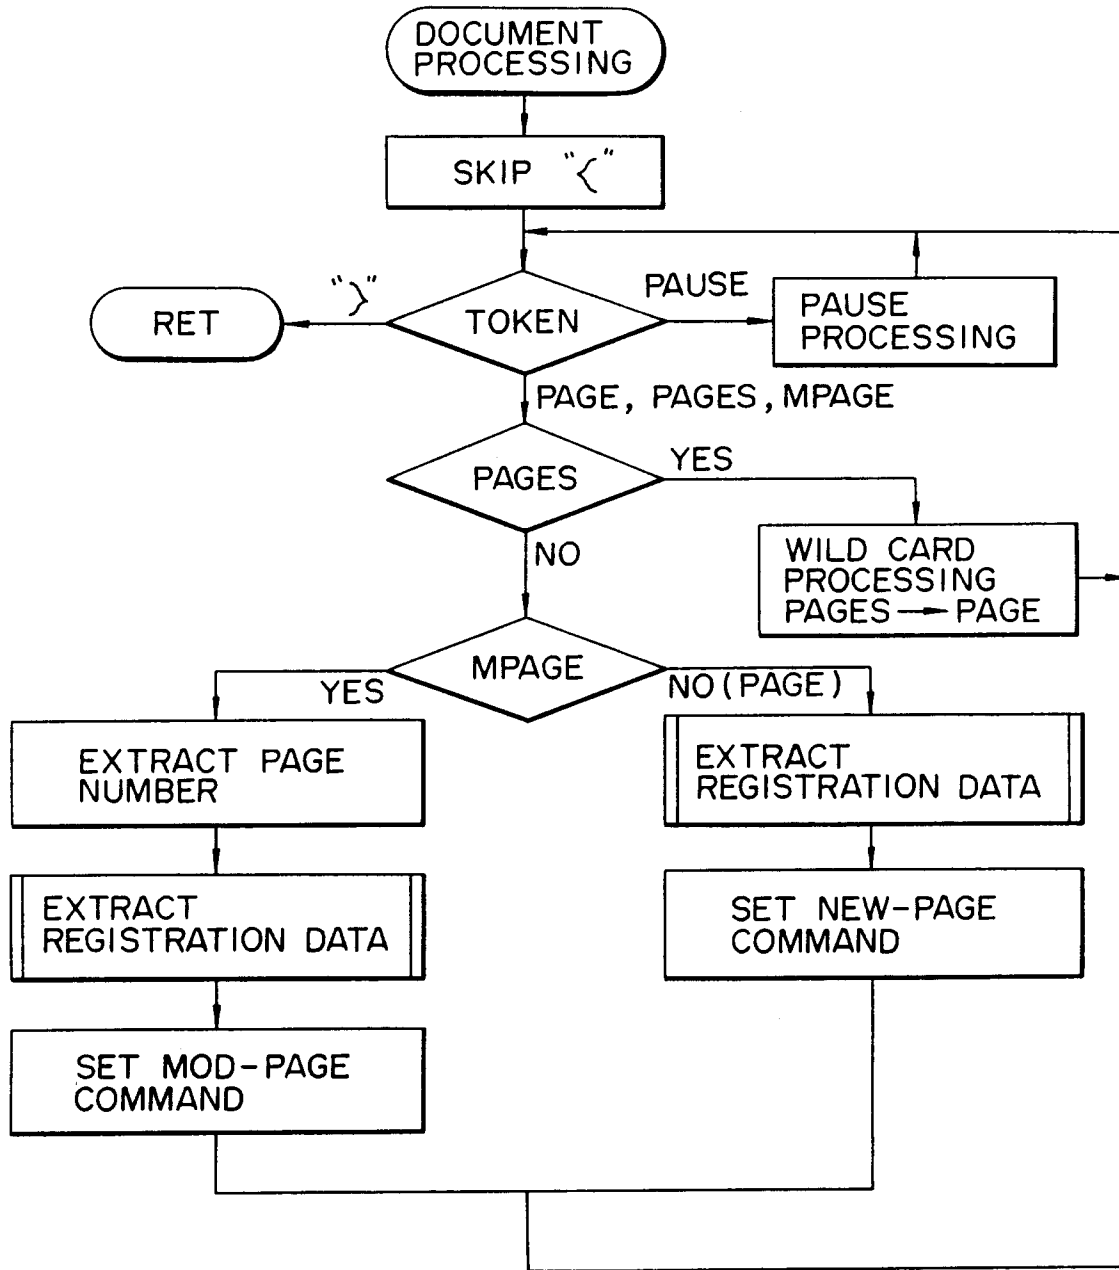 DOCUMENT
PROCESSING
SKIP "{"
"}"
RET
TOKEN
PAUSE
PAUSE
PROCESSING
PAGE, PAGES, MPAGE
PAGES
YES
NO
WILD CARD
PROCESSING
PAGES → PAGE
MPAGE
YES
NO (PAGE)
EXTRACT PAGE
NUMBER
EXTRACT
REGISTRATION DATA
EXTRACT
REGISTRATION DATA
SET NEW-PAGE
COMMAND
SET MOD-PAGE
COMMAND